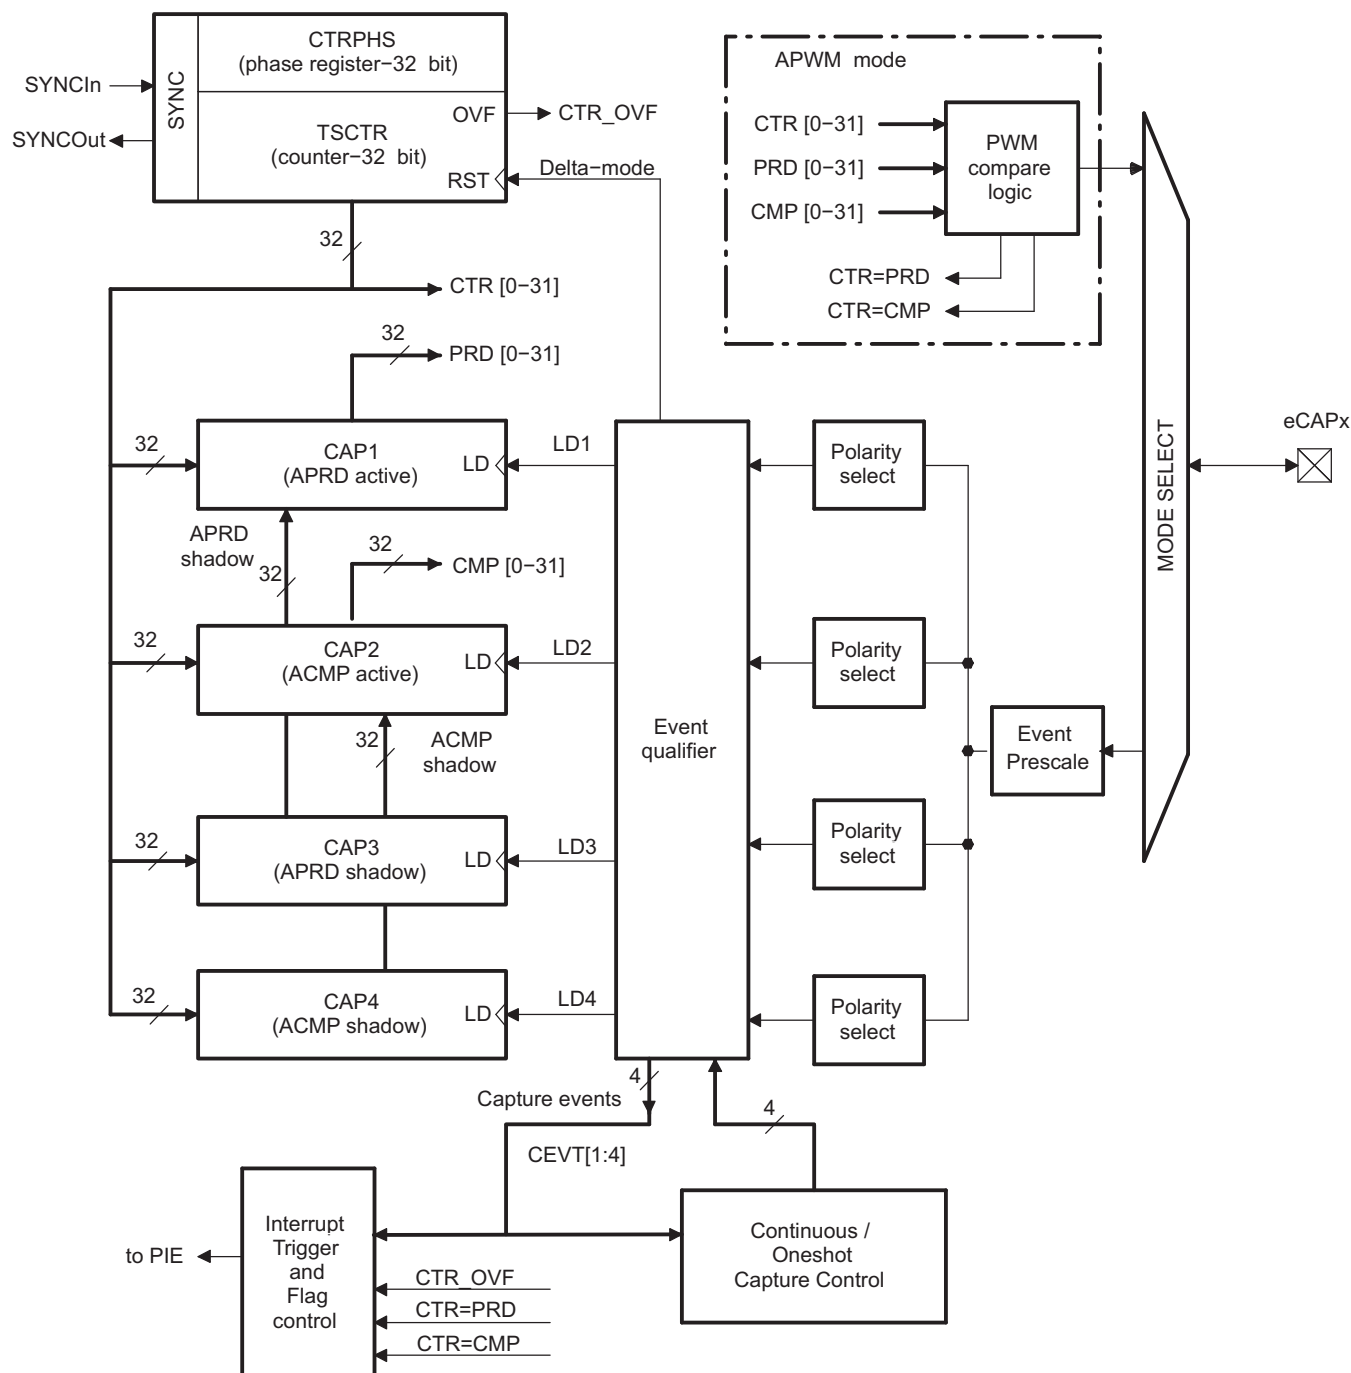 CTRPHS
(phase register−32 bit)
APWM mode
SYNCIn
SYNC
SYNCOut
OVF
CTR_OVF
TSCTR
(counter−32 bit)
RST
Delta−mode
CTR [0−31]
PRD [0−31]
CMP [0−31]
PWM
compare
logic
CTR=PRD
CTR=CMP
32
CTR [0−31]
32
PRD [0−31]
MODE SELECT
eCAPx
32
CAP1
(APRD active)
LD
LD1
Polarity
select
APRD
shadow
32
32
CMP [0−31]
32
CAP2
(ACMP active)
LD
LD2
Polarity
select
32
ACMP
shadow
Event
qualifier
Event
Prescale
32
CAP3
(APRD shadow)
LD
LD3
Polarity
select
32
CAP4
(ACMP shadow)
LD
LD4
Polarity
select
4
Capture events
4
CEVT[1:4]
to PIE
Interrupt
Trigger
and
Flag
control
CTR_OVF
CTR=PRD
CTR=CMP
Continuous /
Oneshot
Capture Control